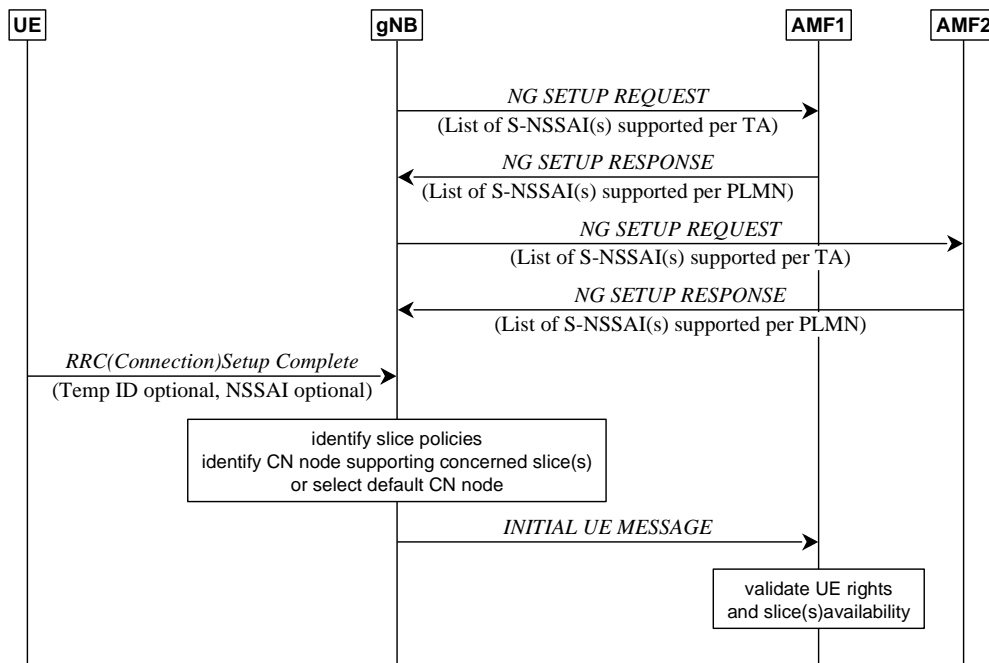 UE
gNB
AMF1
AMF2
NG SETUP REQUEST
(List of S-NSSAI(s) supported per TA)
NG SETUP RESPONSE
(List of S-NSSAI(s) supported per PLMN)
NG SETUP REQUEST
(List of S-NSSAI(s) supported per TA)
NG SETUP RESPONSE
(List of S-NSSAI(s) supported per PLMN)
RRC(Connection)Setup Complete
(Temp ID optional, NSSAI optional)
identify slice policies
identify CN node supporting concerned slice(s)
or select default CN node
INITIAL UE MESSAGE
validate UE rights
and slice(s)availability